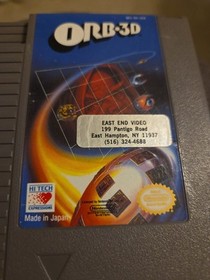 ORB-3D
EAST END VIDEO
199 Pantigo Road
East Hampton, NY 11937
(516) 324-4688
HI TECH
EXPRESSIONS
Made in Japan